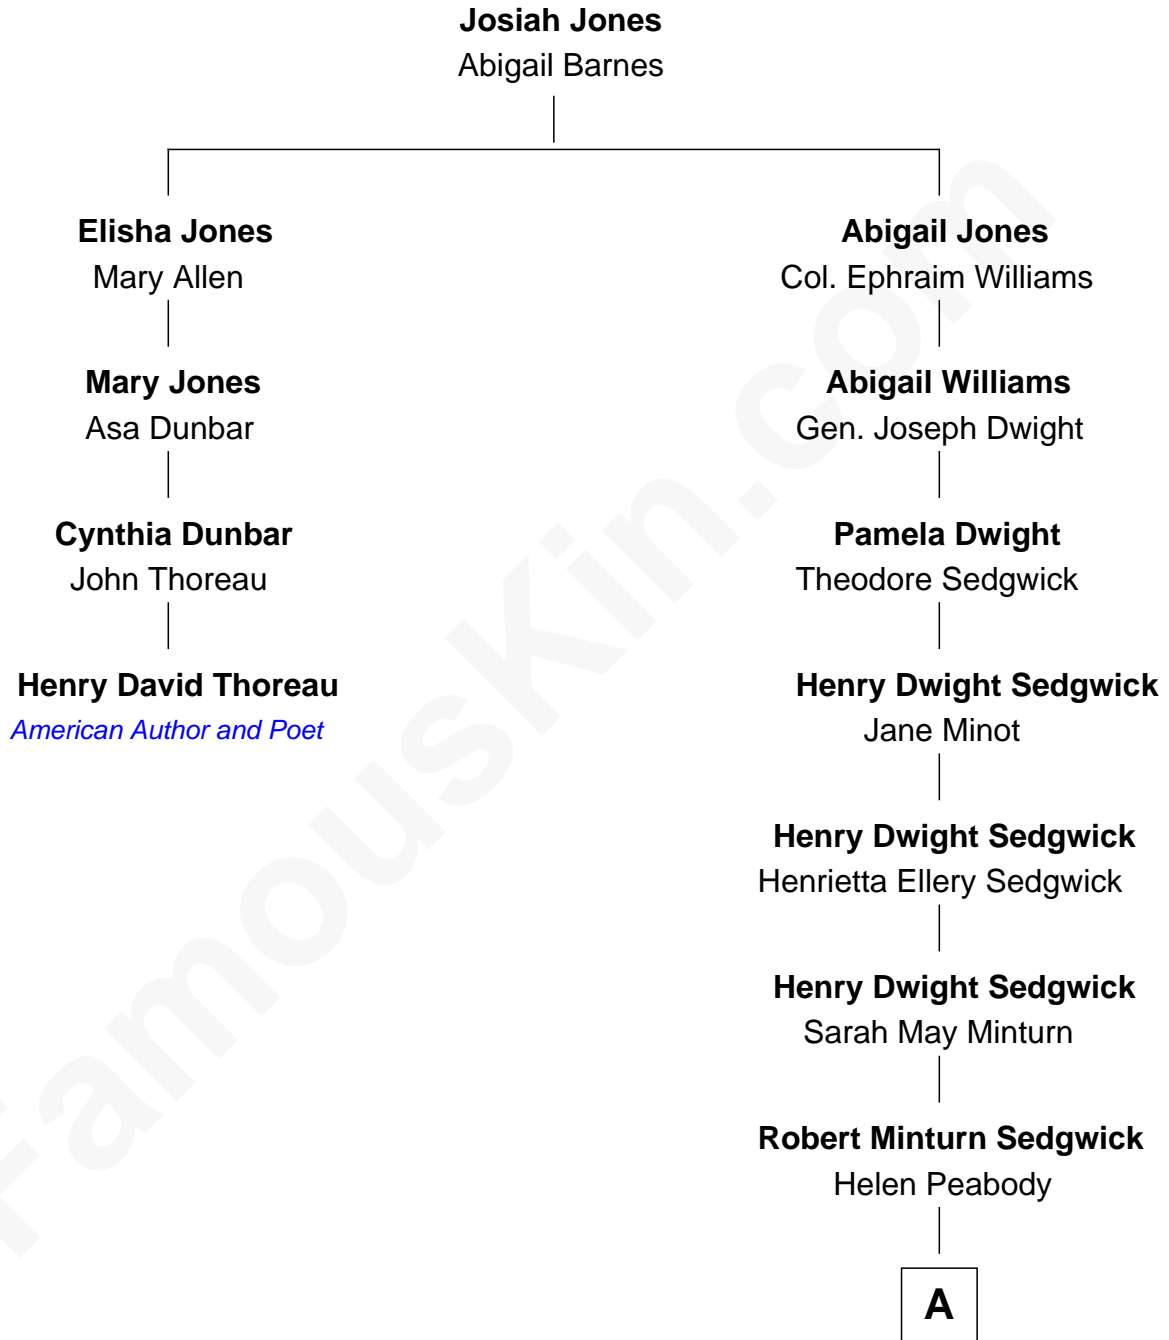 Josiah Jones
Abigail Barnes
Elisha Jones
Mary Allen
Abigail Jones
Col. Ephraim Williams
Mary Jones
Asa Dunbar
Abigail Williams
Gen. Joseph Dwight
Cynthia Dunbar
John Thoreau
Pamela Dwight
Theodore Sedgwick
Henry David Thoreau
American Author and Poet
Henry Dwight Sedgwick
Jane Minot
Henry Dwight Sedgwick
Henrietta Ellery Sedgwick
Henry Dwight Sedgwick
Sarah May Minturn
Robert Minturn Sedgwick
Helen Peabody
A
FamousKin.com